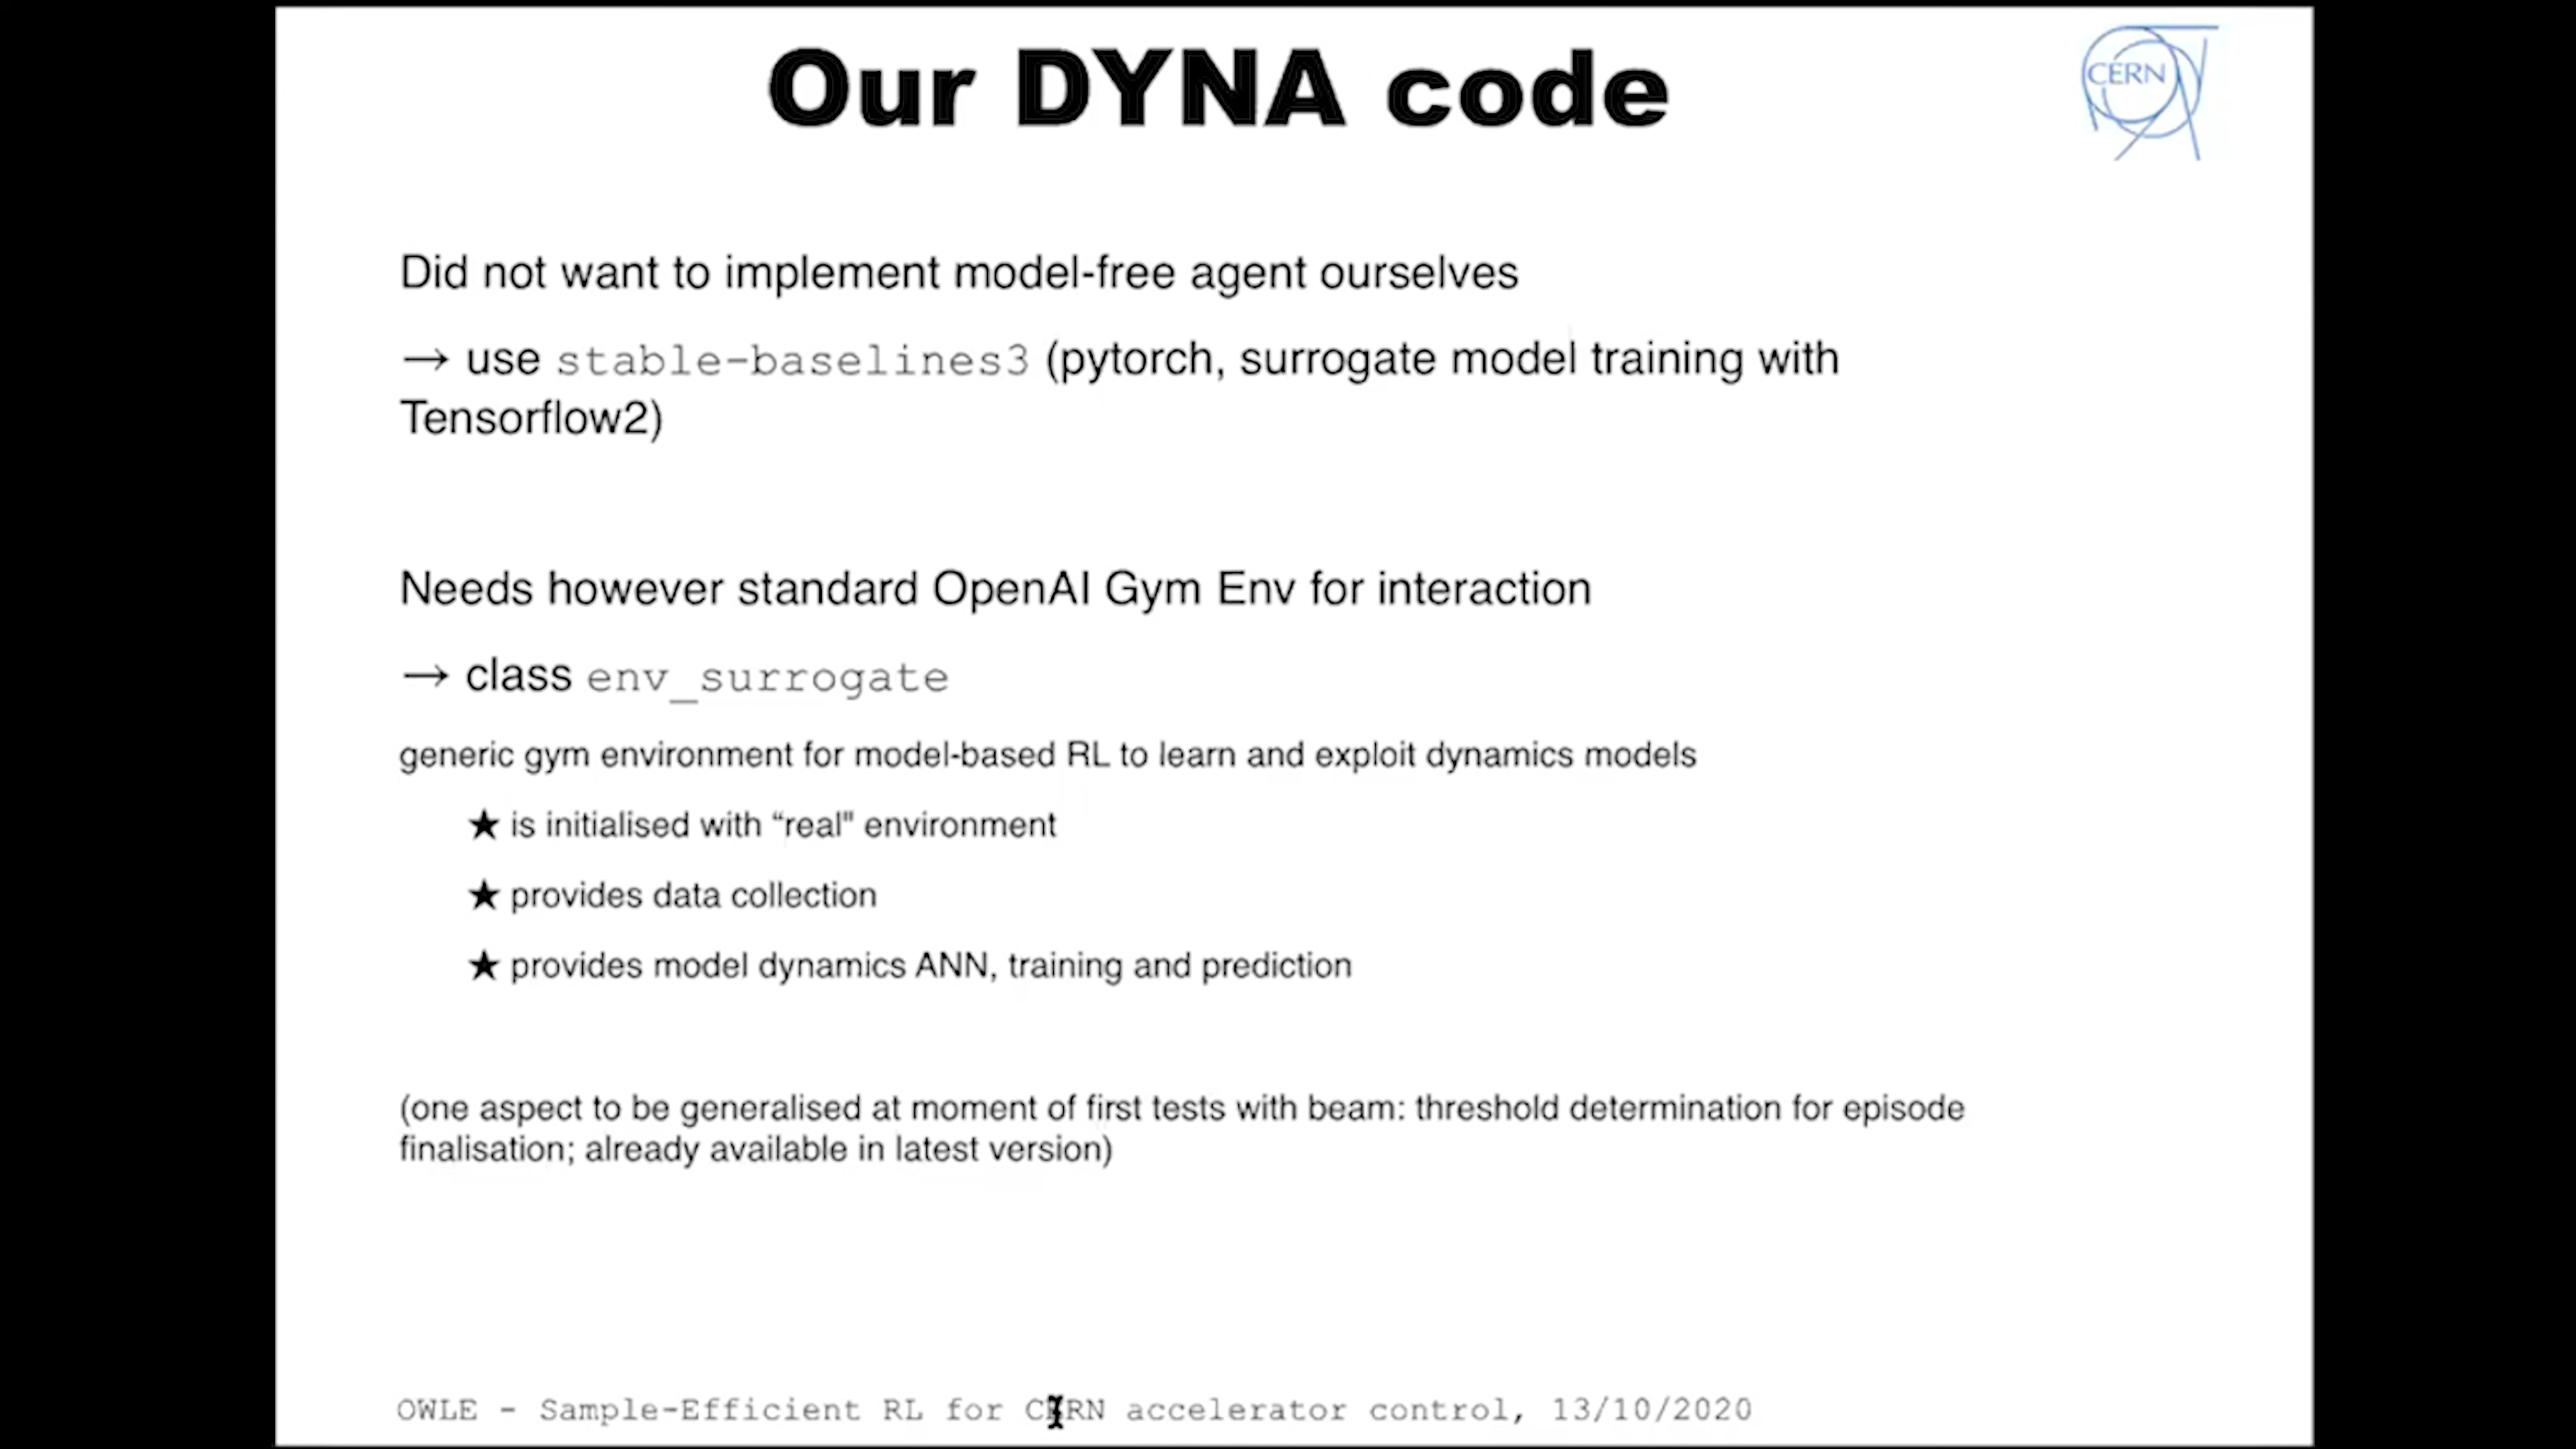 Our DYNA code
CERN
Did not want to implement model-free agent ourselves
→ use stable-baselines3 (pytorch, surrogate model training with
Tensorflow2)
Needs however standard OpenAI Gym Env for interaction
→ class env_surrogate
generic gym environment for model-based RL to learn and exploit dynamics models
★ is initialised with “real" environment
★ provides data collection
★ provides model dynamics ANN, training and prediction
(one aspect to be generalised at moment of first tests with beam: threshold determination for episode
finalisation; already available in latest version)
OWLE - Sample-Efficient RL for CERN accelerator control, 13/10/2020